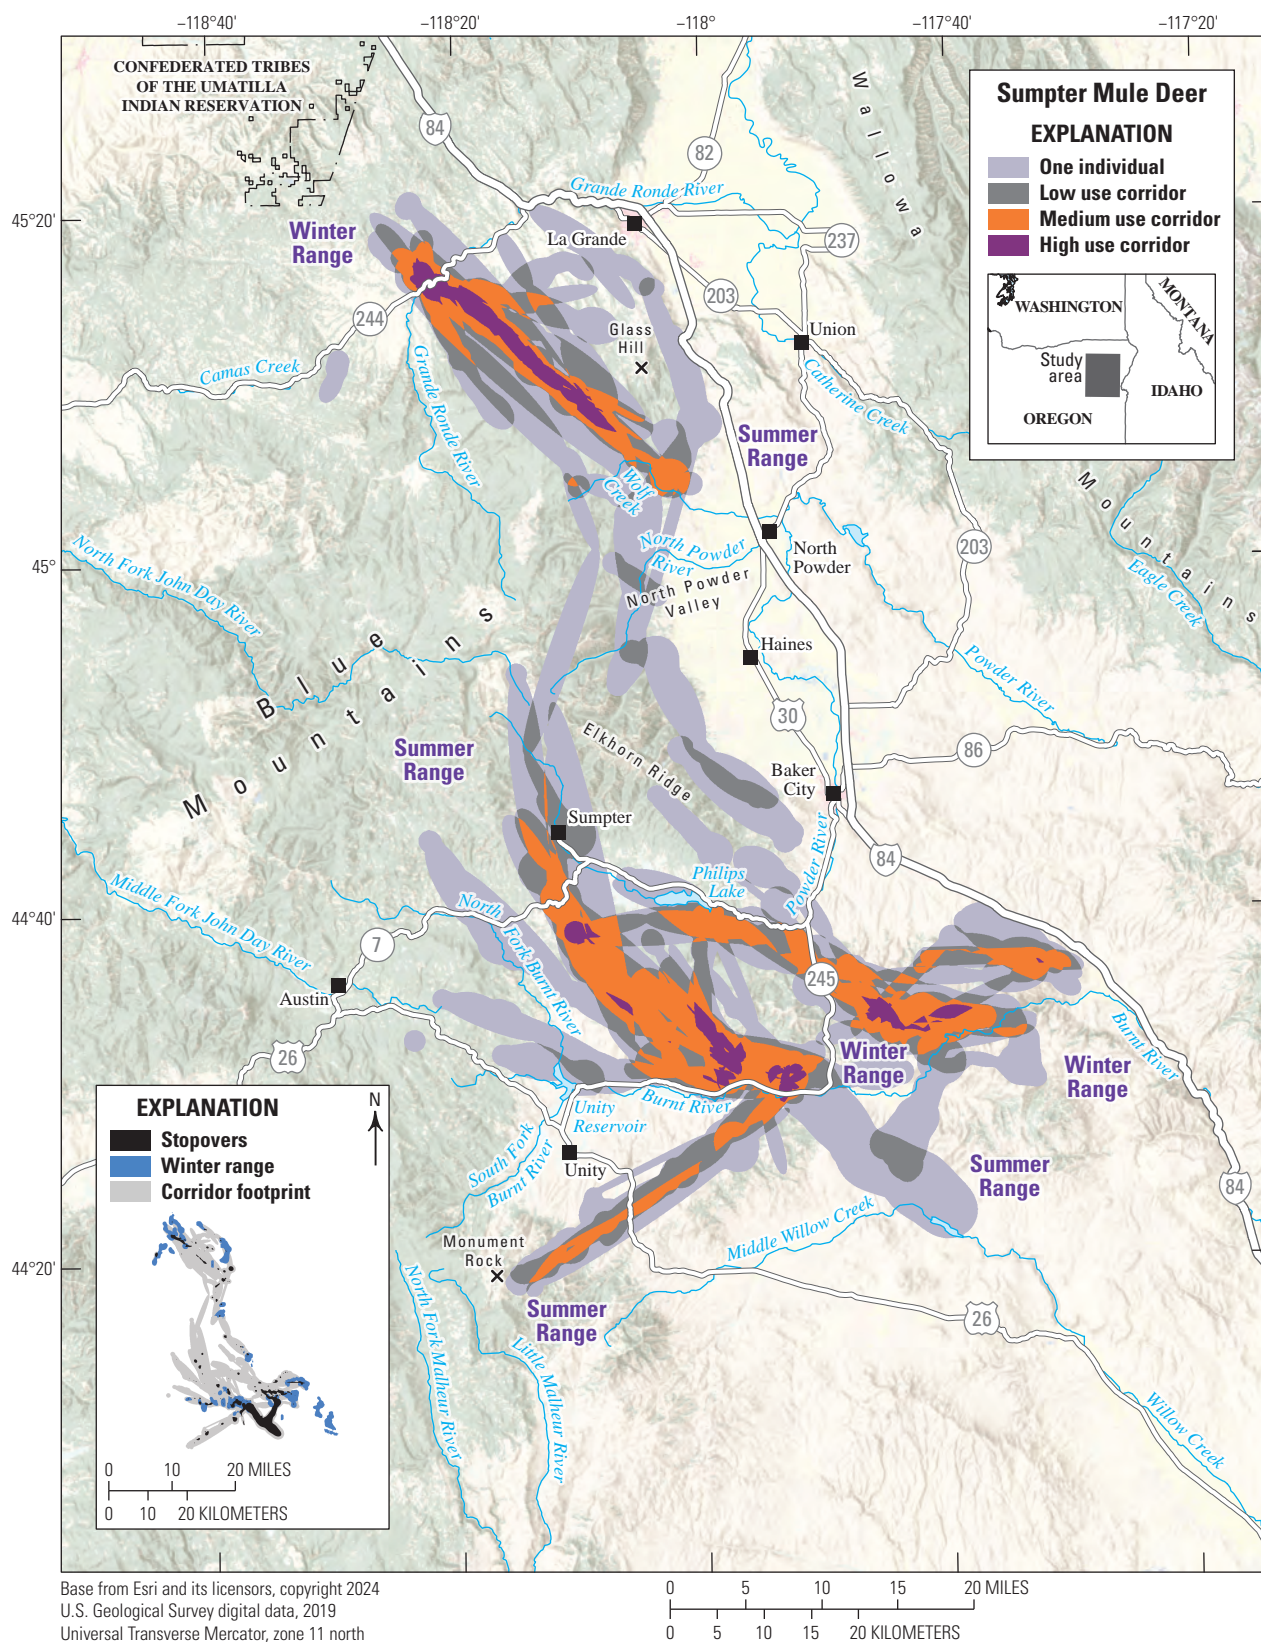 −118°40'
−118°20'
−118°
−117°40'
−117°20'
45°20'
45°
44°40'
44°20'
CONFEDERATED TRIBES
OF THE UMATILLA
INDIAN RESERVATION
Sumpter Mule Deer
EXPLANATION
One individual
Low use corridor
Medium use corridor
High use corridor
WASHINGTON
MONTANA
Study
area
IDAHO
OREGON
84
82
Wallowa
Grande Ronde River
La Grande
237
Winter
Range
203
244
Glass
Hill
Union
Camas Creek
Grande Ronde River
Catherine Creek
Summer
Range
Wolf
Creek
Mountains
North Powder
River
North
Powder
203
North Fork John Day River
North Powder
Valley
Eagle Creek
Blue
Mountains
Haines
Powder River
30
Elkhorn Ridge
Summer
Range
86
Baker
City
Sumpter
Powder River
84
Philips
Lake
Middle Fork John Day River
North
Fork Burnt River
7
245
Austin
26
Winter
Range
Winter
Range
Burnt River
Burnt River
Unity
Reservoir
South Fork
Burnt River
Unity
Summer
Range
84
Middle Willow Creek
Monument
Rock
Summer
Range
26
North Fork Malheur River
Little Malheur River
Willow Creek
EXPLANATION
N
Stopovers
Winter range
Corridor footprint
0 10 20 MILES
0 10 20 KILOMETERS
Base from Esri and its licensors, copyright 2024
U.S. Geological Survey digital data, 2019
Universal Transverse Mercator, zone 11 north
0 5 10 15 20 MILES
0 5 10 15 20 KILOMETERS